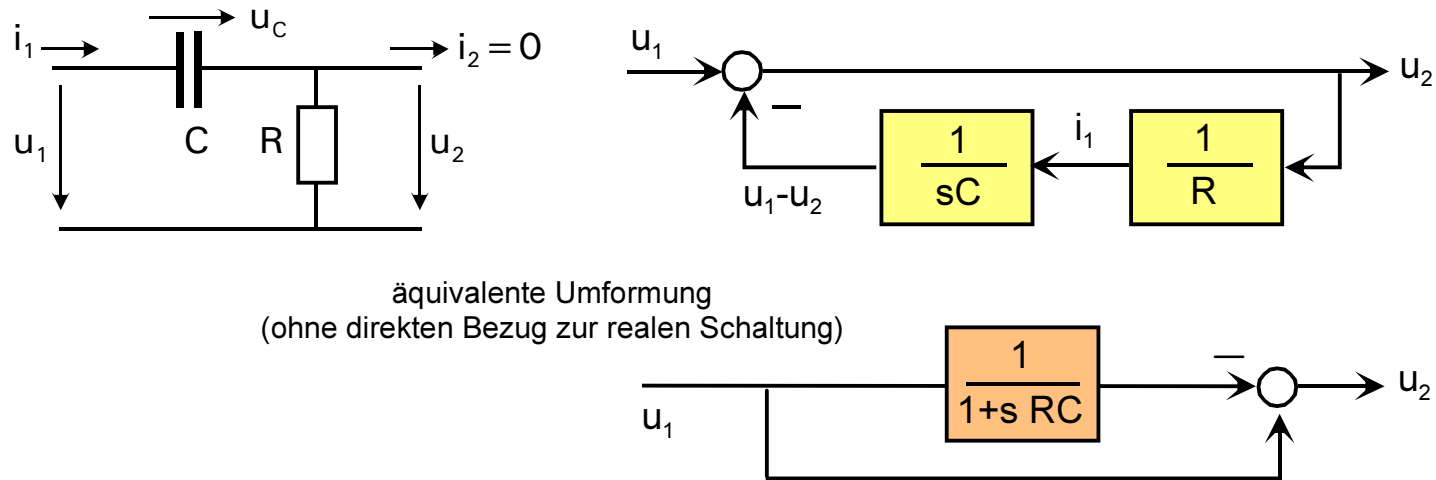 u_C
i₁
i₂ = 0
u₁
C
R
u₂
u₁
–
u₂
1
sC
i₁
1
R
u₁-u₂
äquivalente Umformung
(ohne direkten Bezug zur realen Schaltung)
u₁
1
1+s RC
–
u₂